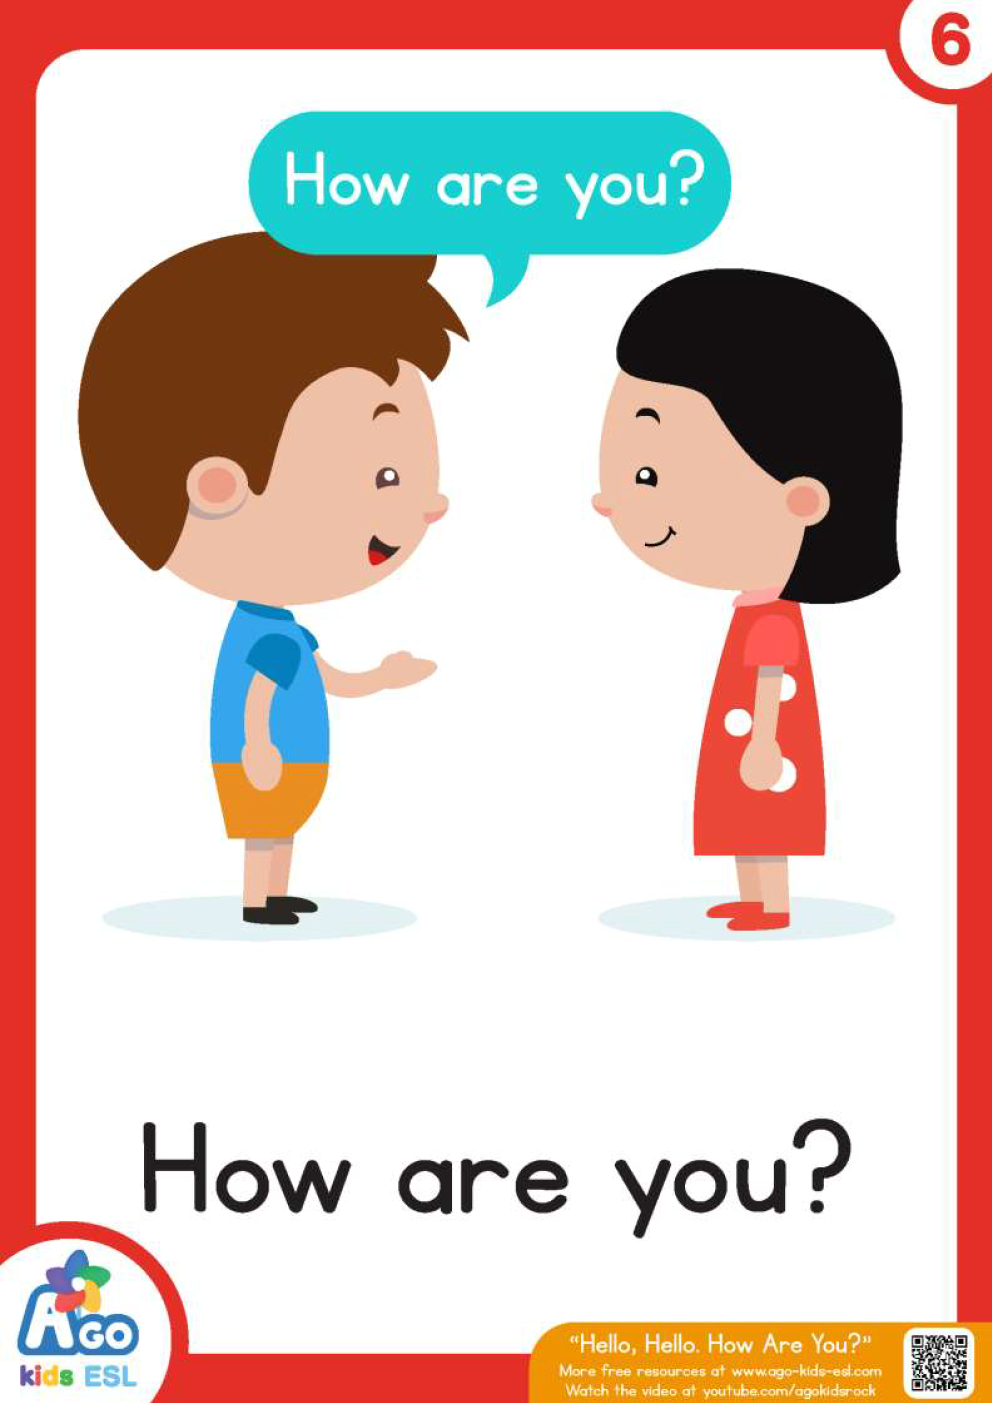 6
How are you?
How are you?
AGO
kids ESL
“Hello, Hello. How Are You?”
More free resources at www.ago-kids-esl.com
Watch the video at youtube.com/agokidsrock